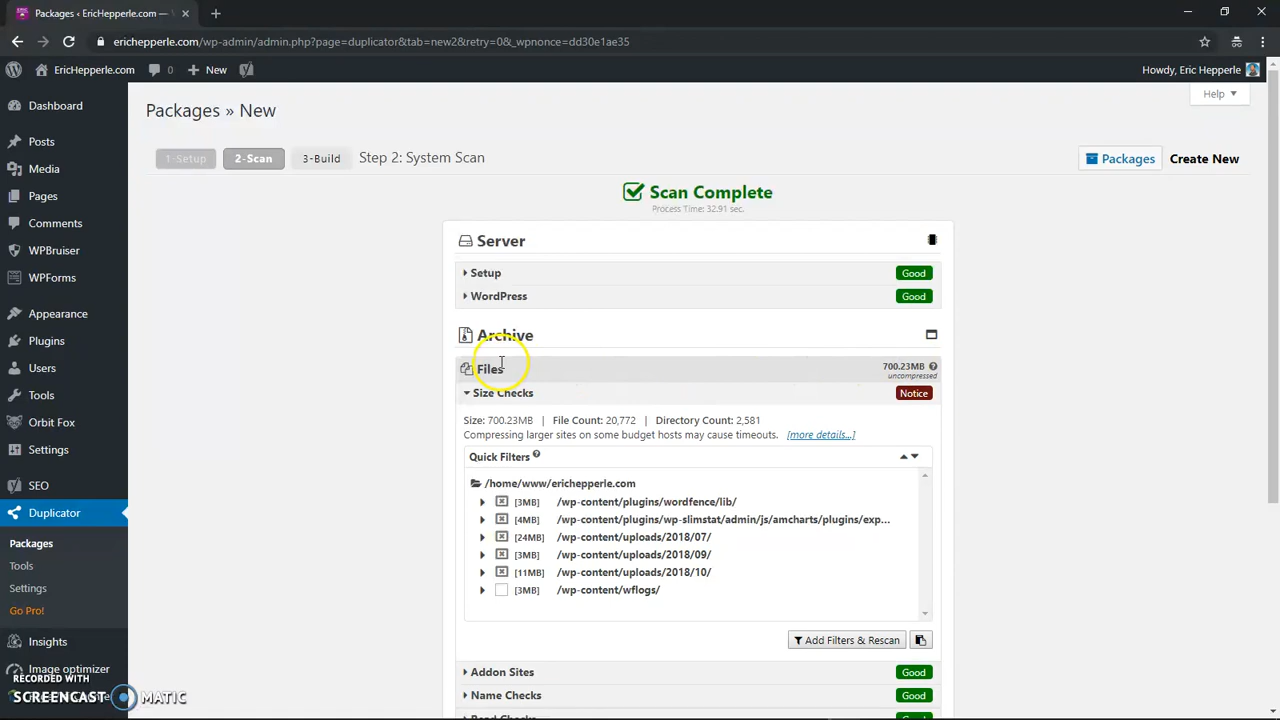 Packages ‹ EricHepperle.com — W
erichepperle.com/wp-admin/admin.php?page=duplicator&tab=new2&retry=0&_wpnonce=dd30e1ae35
EricHepperle.com 0 New
Howdy, Eric Hepperle
Help
Dashboard
Posts
Media
Pages
Comments
WPBruiser
WPForms
Appearance
Plugins
Users
Tools
Orbit Fox
Settings
SEO
Duplicator
Packages
Tools
Settings
Go Pro!
Insights
Image optimizer
Packages » New
1-Setup 2-Scan 3-Build Step 2: System Scan
Packages Create New
Scan Complete
Process Time: 32.91 sec.
Server
Setup Good
WordPress Good
Archive
Files 700.23MB
uncompressed
Size Checks Notice
Size: 700.23MB | File Count: 20,772 | Directory Count: 2,581
Compressing larger sites on some budget hosts may cause timeouts. [more details...]
Quick Filters
/home/www/erichepperle.com
[3MB] /wp-content/plugins/wordfence/lib/
[4MB] /wp-content/plugins/wp-slimstat/admin/js/amcharts/plugins/exp...
[24MB] /wp-content/uploads/2018/07/
[3MB] /wp-content/uploads/2018/09/
[11MB] /wp-content/uploads/2018/10/
[3MB] /wp-content/wflogs/
Add Filters & Rescan
Addon Sites Good
Name Checks Good
RECORDED WITH
SCREENCAST MATIC